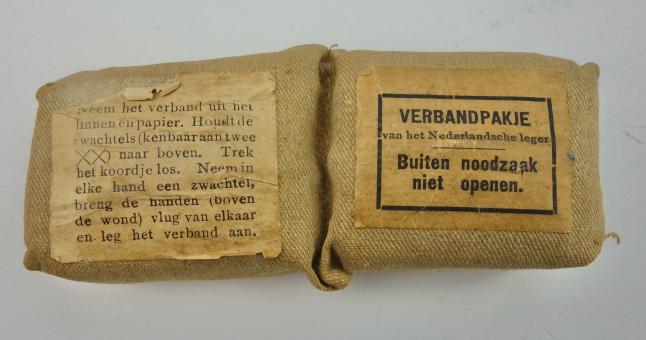 Neem het verband uit het
linnen en papier. Houdt de
zwachtels (kenbaar aan twee
XX) naar boven. Trek
het koordje los. Neem in
elke hand een zwachtel,
breng de handen (boven
de wond) vlug van elkaar
en leg het verband aan.
VERBANDPAKJE
van het Nederlandsche leger.
Buiten noodzaak
niet openen.